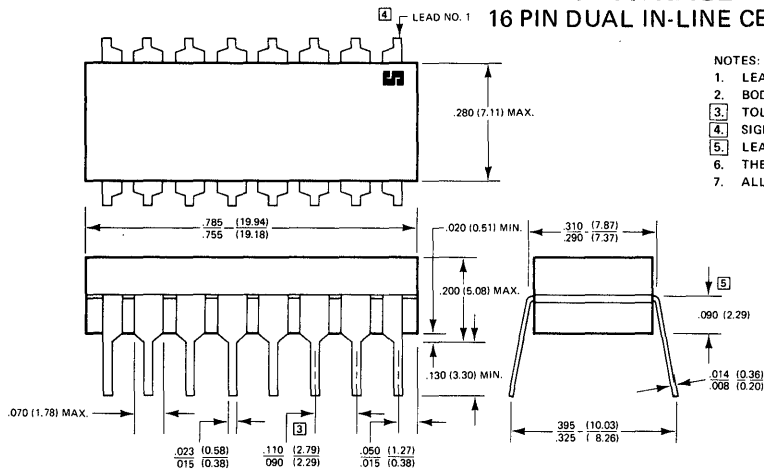 16 PIN DUAL IN-LINE CE
4 LEAD NO. 1
NOTES:
1. LEA
2. BOD
3. TOL
4. SIGI
5. LEA
6. THE
7. ALL
.280 (7.11) MAX.
.785 (19.94)
.755 (19.18)
.020 (0.51) MIN.
.310 (7.87)
.290 (7.37)
.200 (5.08) MAX.
5
.090 (2.29)
.130 (3.30) MIN.
.014 (0.36)
.008 (0.20)
.070 (1.78) MAX.
3
.023 (0.58)
015 (0.38)
.110 (2.79)
090 (2.29)
.050 (1.27)
.015 (0.38)
395 (10.03)
.325 (8.26)